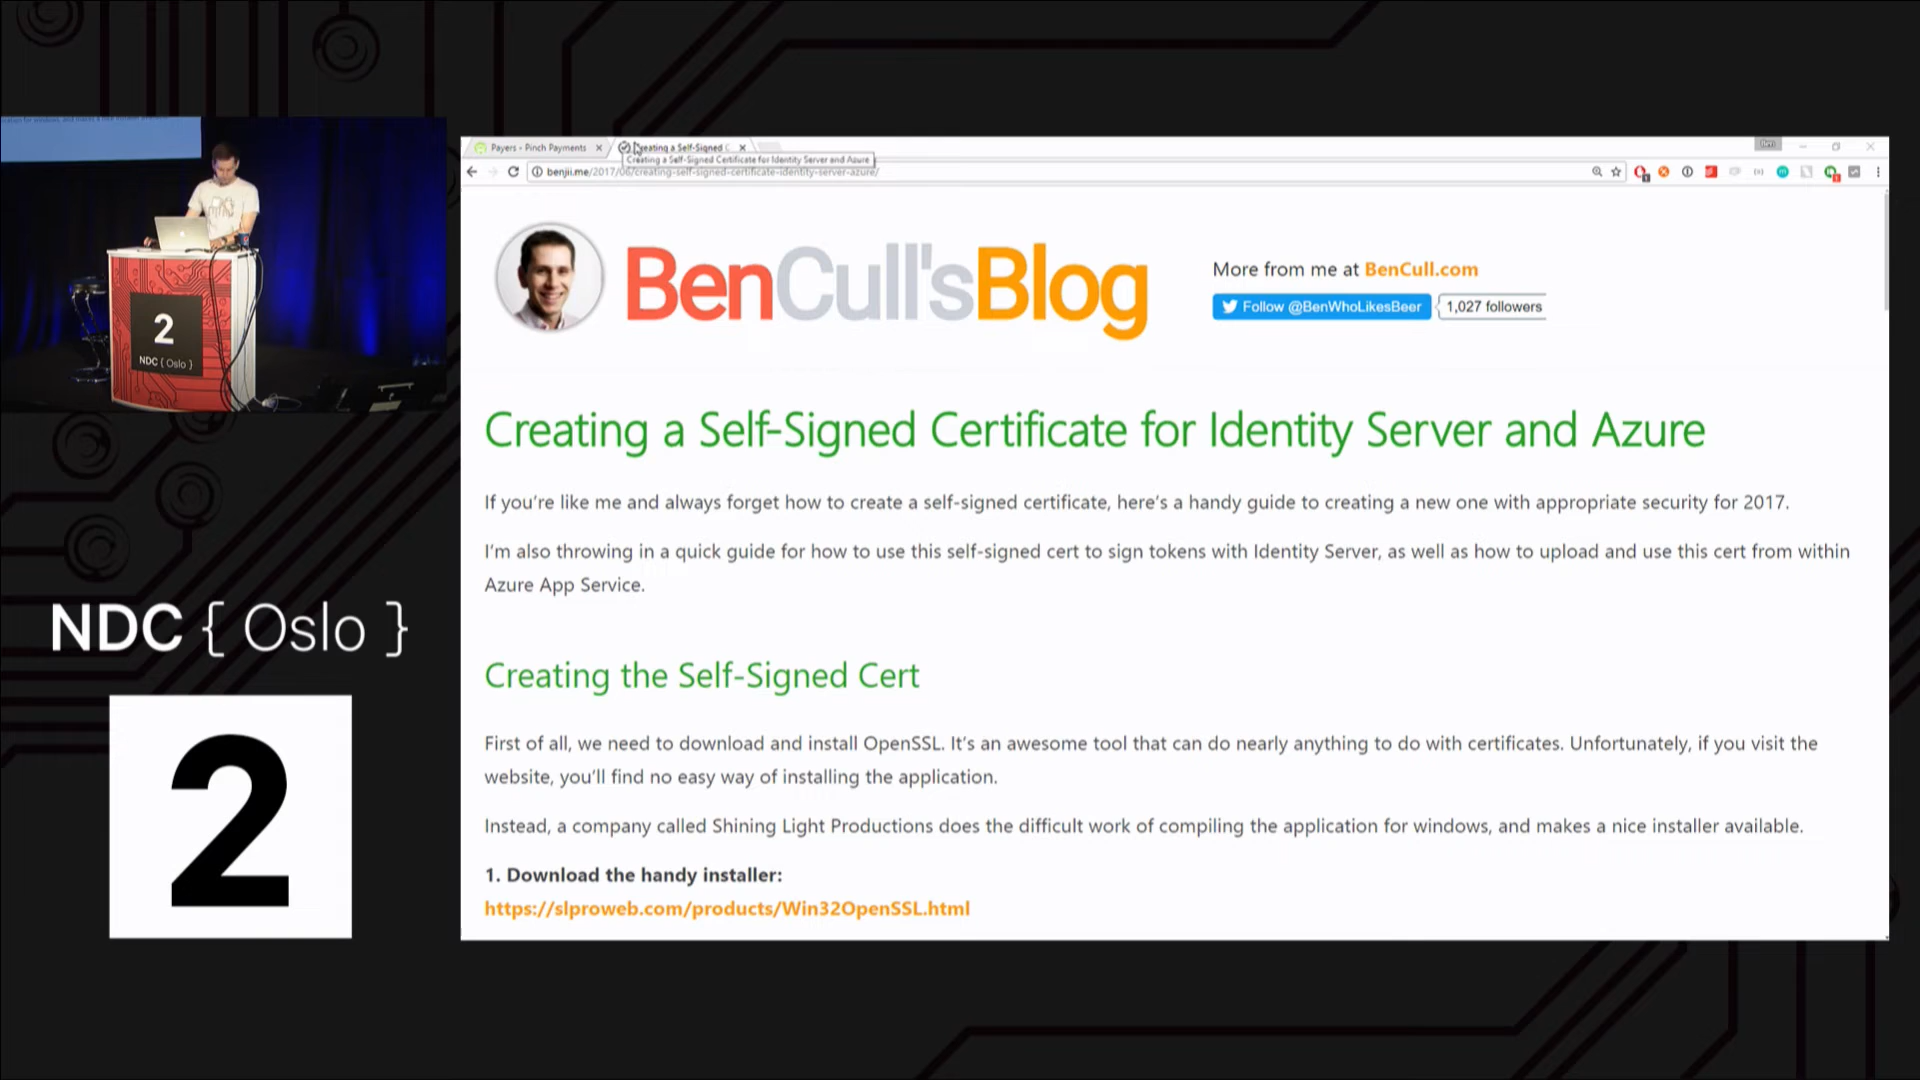 Payers - Pinch Payments
Creating a Self-Signed C
Creating a Self-Signed Certificate for Identity Server and Azure
benjii.me/2017/06/creating-self-signed-certificate-identity-server-azure/
Ben
BenCull'sBlog
More from me at BenCull.com
Follow @BenWhoLikesBeer
1,027 followers
Creating a Self-Signed Certificate for Identity Server and Azure
If you're like me and always forget how to create a self-signed certificate, here's a handy guide to creating a new one with appropriate security for 2017.
I'm also throwing in a quick guide for how to use this self-signed cert to sign tokens with Identity Server, as well as how to upload and use this cert from within
Azure App Service.
Creating the Self-Signed Cert
First of all, we need to download and install OpenSSL. It's an awesome tool that can do nearly anything to do with certificates. Unfortunately, if you visit the
website, you'll find no easy way of installing the application.
Instead, a company called Shining Light Productions does the difficult work of compiling the application for windows, and makes a nice installer available.
1. Download the handy installer:
https://slproweb.com/products/Win32OpenSSL.html
2
NDC { Oslo }
NDC { Oslo }
2